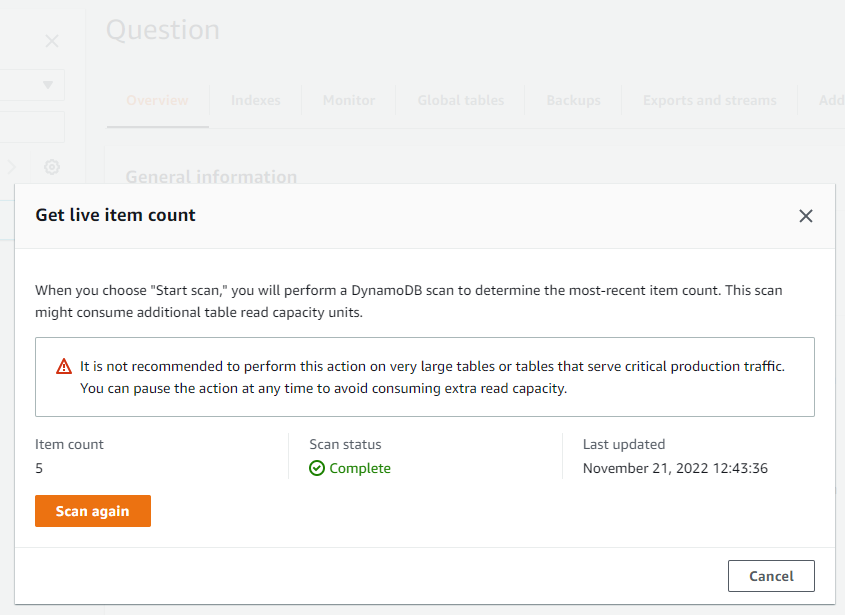 Question
Overview Indexes Monitor Global tables Backups Exports and streams Add
General information
Get live item count
When you choose "Start scan," you will perform a DynamoDB scan to determine the most-recent item count. This scan
might consume additional table read capacity units.
It is not recommended to perform this action on very large tables or tables that serve critical production traffic.
You can pause the action at any time to avoid consuming extra read capacity.
Item count Scan status Last updated
5 Complete November 21, 2022 12:43:36
Scan again
Cancel